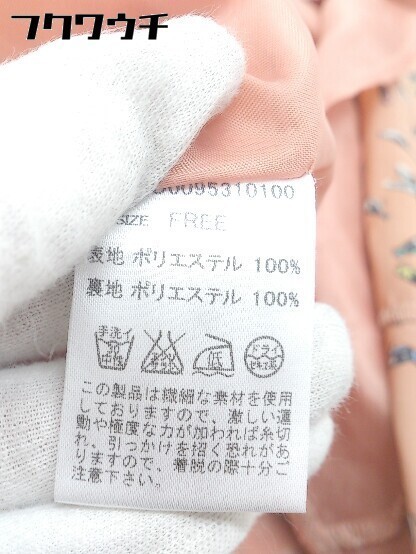 フクワウチ
00095310100
SIZE FREE
表地 ポリエステル 100%
裏地 ポリエステル 100%
手洗イ
中性
低
ドライ
セキユ系
この製品は繊細な素材を使用
しておりますので、激しい運
動や極度な力が加われば糸切
れ、引っかけを招く恐れがあ
りますので、着脱の際十分ご
注意下さい。